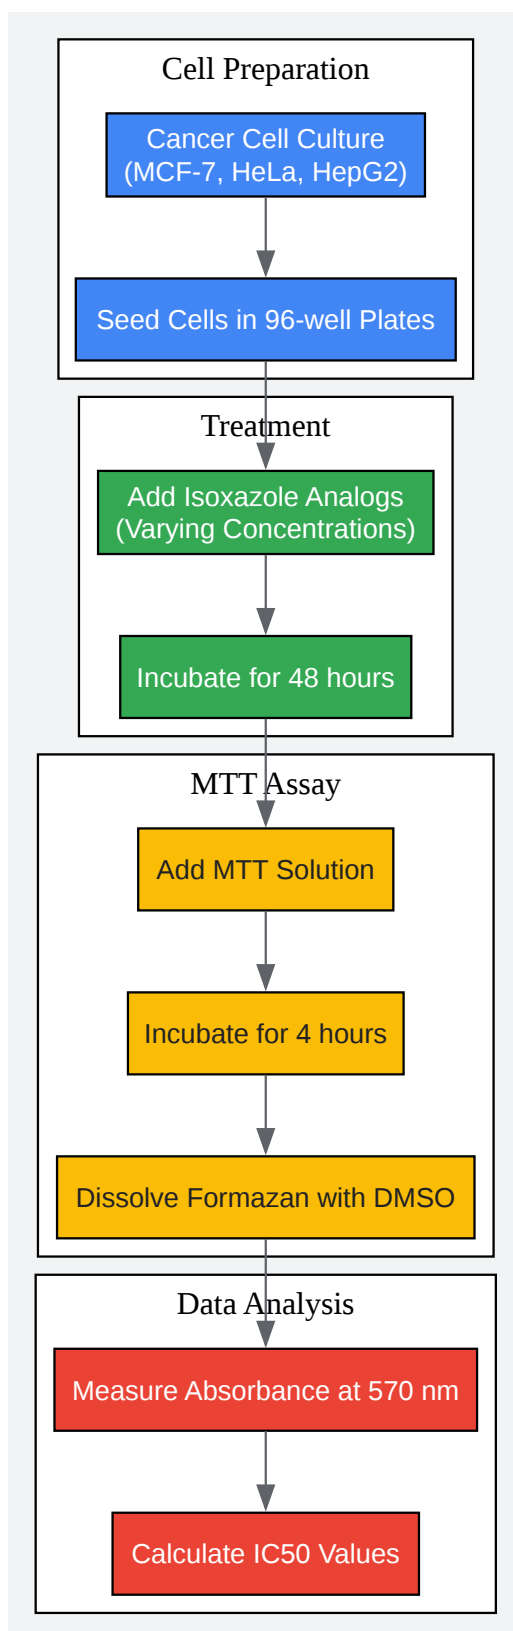 Cell Preparation
Cancer Cell Culture
(MCF-7, HeLa, HepG2)
Seed Cells in 96-well Plates
Treatment
Add Isoxazole Analogs
(Varying Concentrations)
Incubate for 48 hours
MTT Assay
Add MTT Solution
Incubate for 4 hours
Dissolve Formazan with DMSO
Data Analysis
Measure Absorbance at 570 nm
Calculate IC50 Values